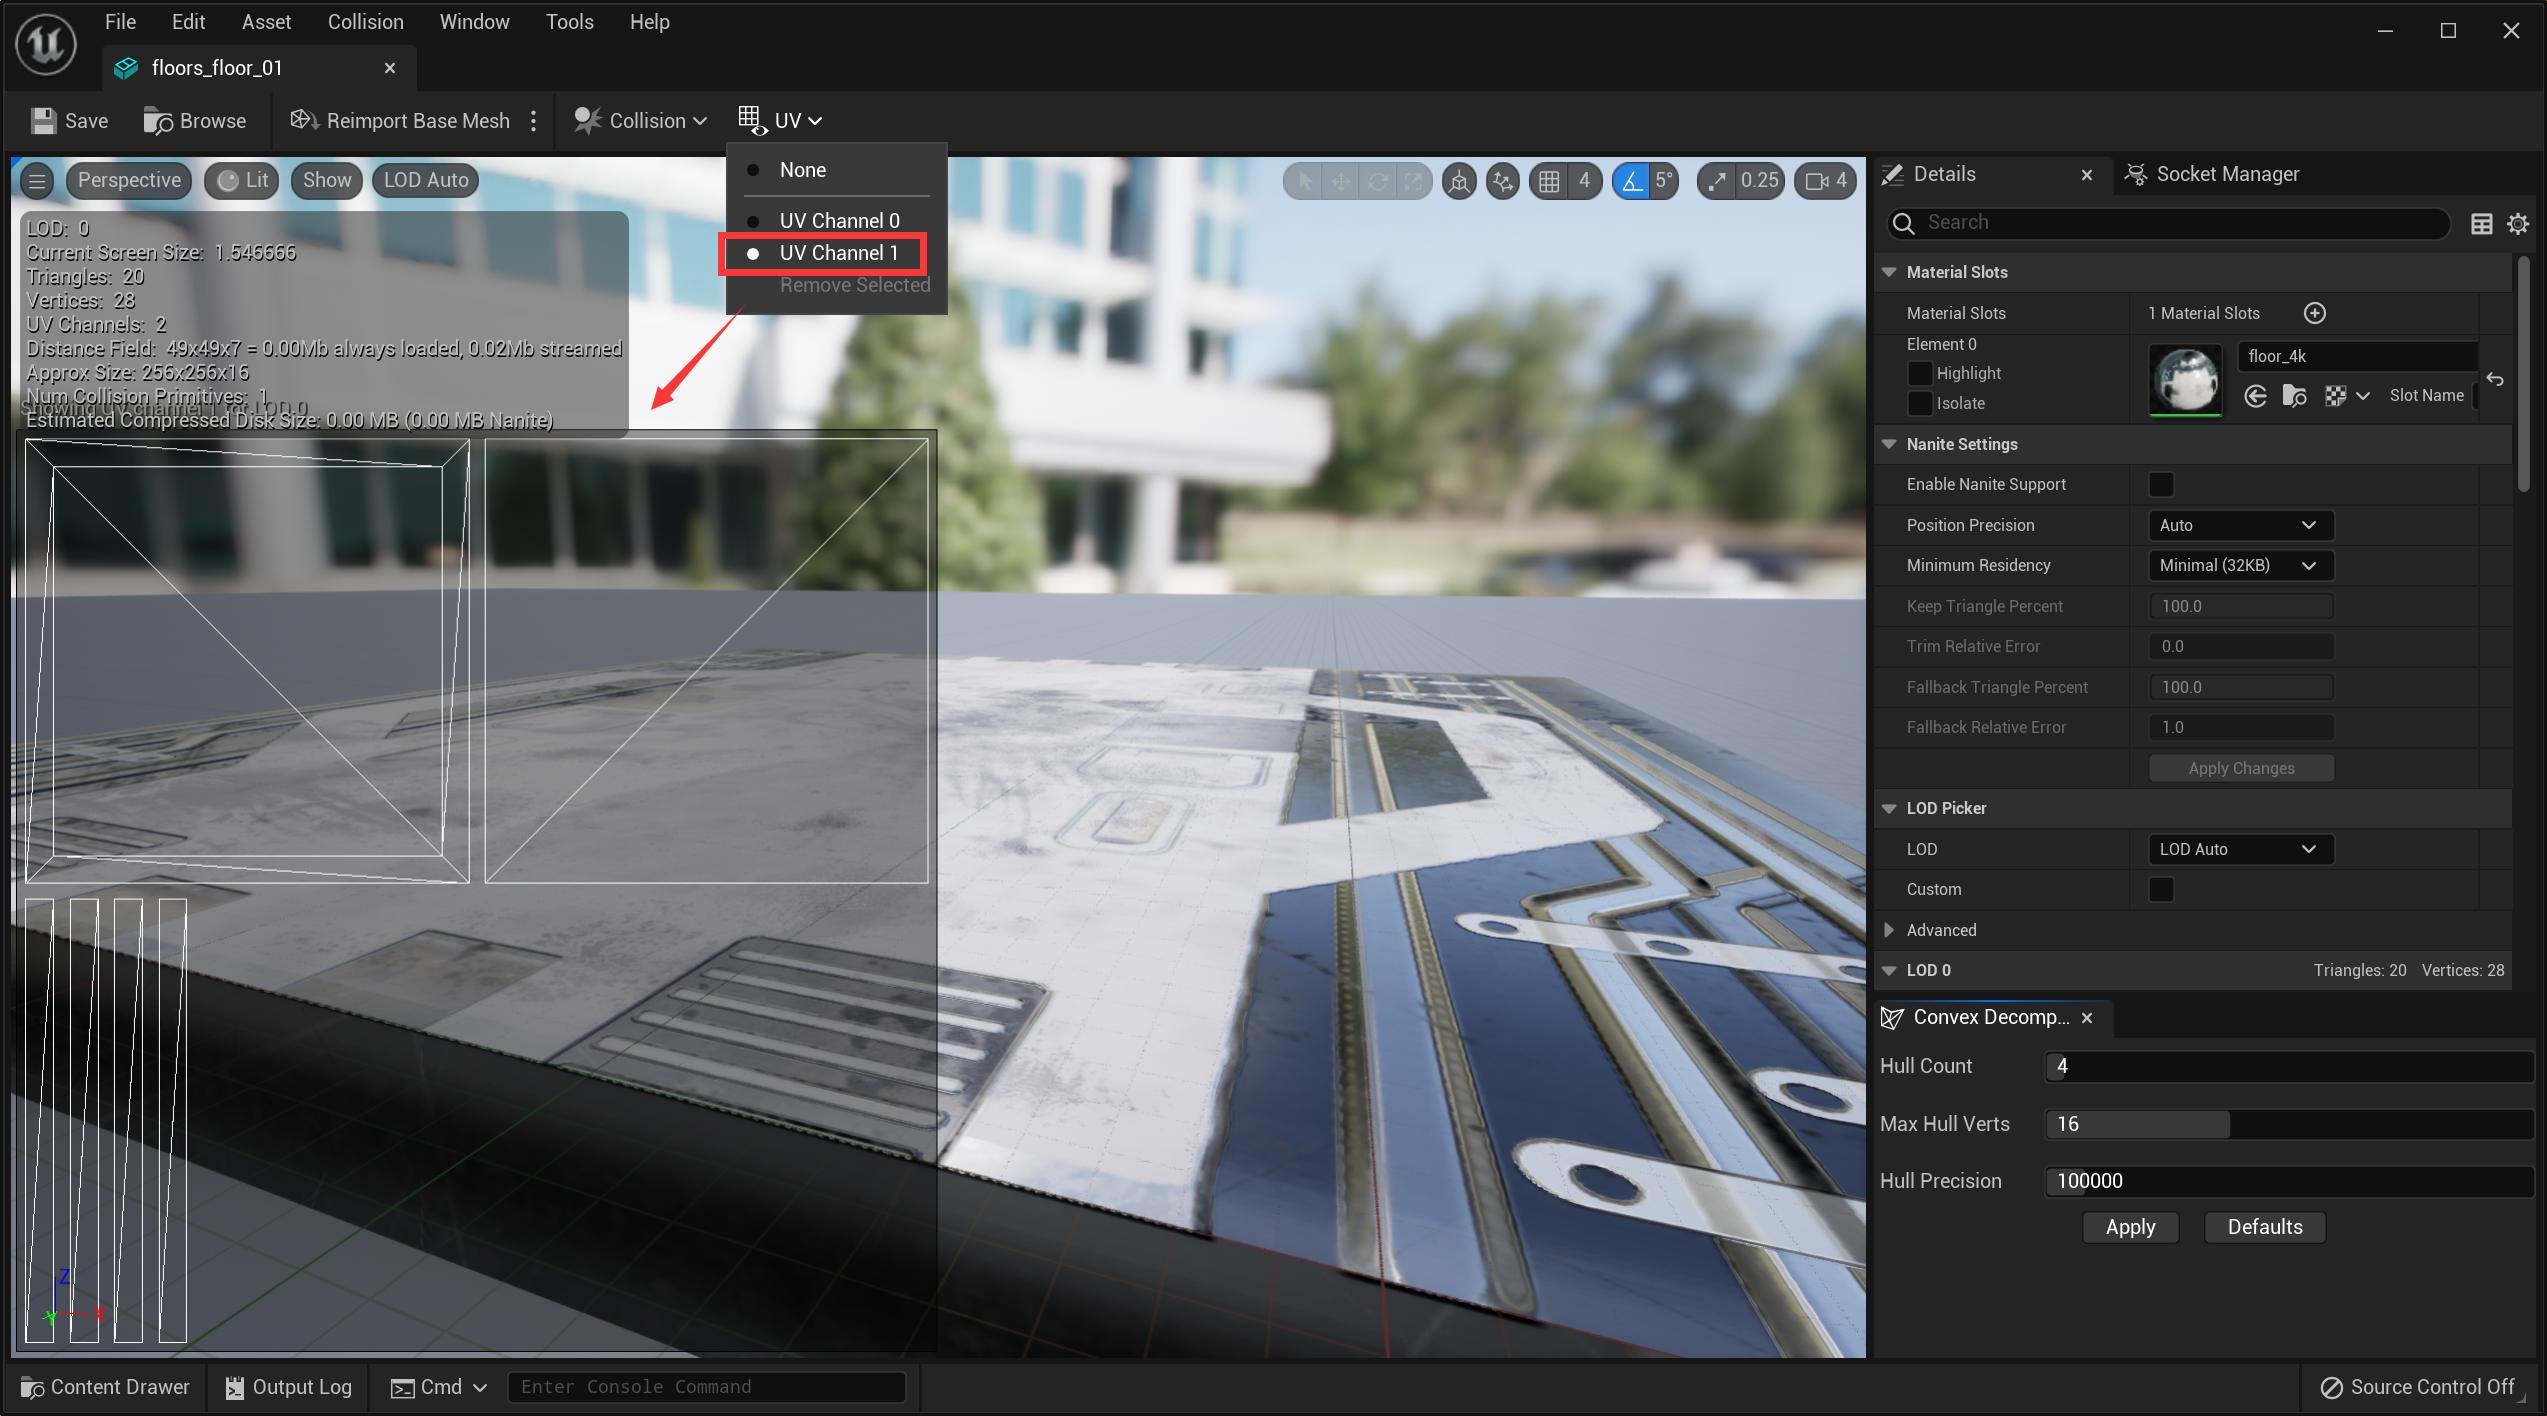 File Edit Asset Collision Window Tools Help
floors_floor_01
Save Browse Reimport Base Mesh Collision UV
None
UV Channel 0
UV Channel 1
Remove Selected
Perspective Lit Show LOD Auto
4 5° 0.25 4
LOD: 0
Current Screen Size: 1.546666
Triangles: 20
Vertices: 28
UV Channels: 2
Distance Field: 49x49x7 = 0.00Mb always loaded, 0.02Mb streamed
Approx Size: 256x256x16
Num Collision Primitives: 1
Showing UV channel 1 for LOD 0
Estimated Compressed Disk Size: 0.00 MB (0.00 MB Nanite)
Z
Y X
Details Socket Manager
Search
Material Slots
Material Slots 1 Material Slots
Element 0
Highlight
Isolate
floor_4k
Slot Name
Nanite Settings
Enable Nanite Support
Position Precision Auto
Minimum Residency Minimal (32KB)
Keep Triangle Percent 100.0
Trim Relative Error 0.0
Fallback Triangle Percent 100.0
Fallback Relative Error 1.0
Apply Changes
LOD Picker
LOD LOD Auto
Custom
Advanced
LOD 0 Triangles: 20 Vertices: 28
Convex Decomp...
Hull Count 4
Max Hull Verts 16
Hull Precision 100000
Apply Defaults
Content Drawer Output Log Cmd Enter Console Command Source Control Off